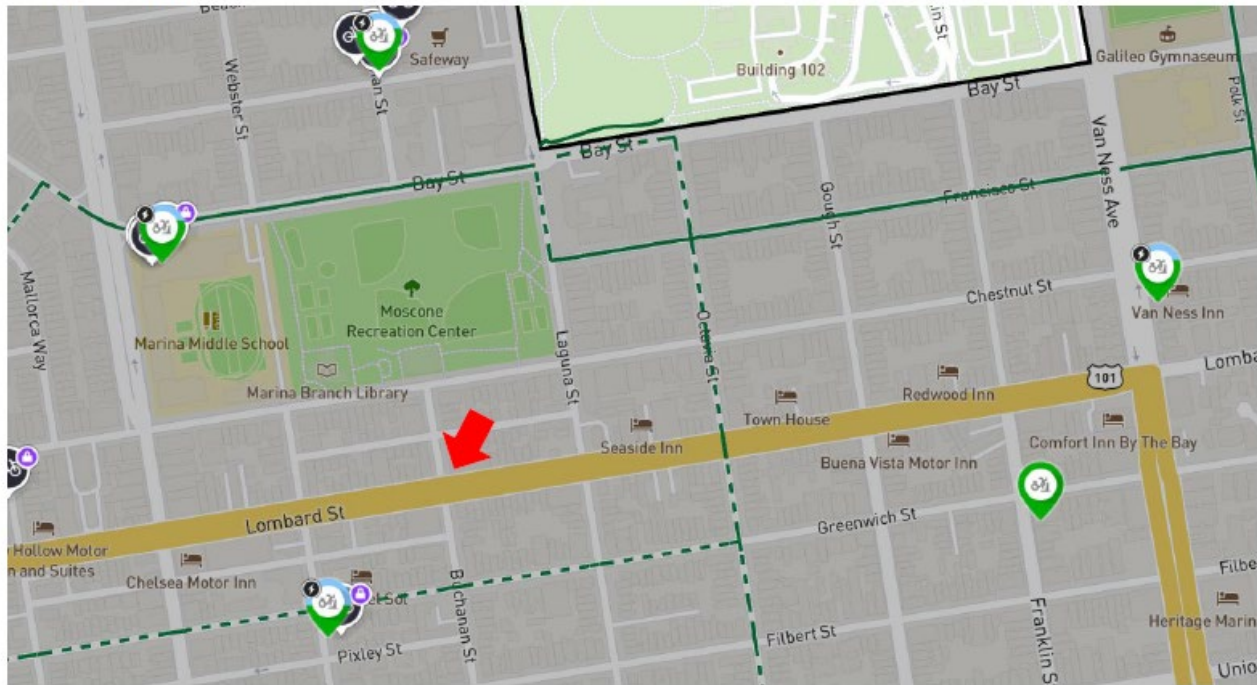 Safeway
Webster St
Building 102
Galileo Gymnaseum
Bay St
Polk St
Van Ness Ave
Bay St
Bay St
Francisco St
Gough St
Mallorca Way
Moscone
Recreation Center
Chestnut St
Van Ness Inn
Marina Middle School
Laguna St
Octavia St
Marina Branch Library
101
Redwood Inn
Town House
Seaside Inn
Comfort Inn By The Bay
Buena Vista Motor Inn
Lombard St
Greenwich St
Hollow Motor
and Suites
Chelsea Motor Inn
Buchanan St
Franklin S
Heritage Marin
Filbert St
Pixley St